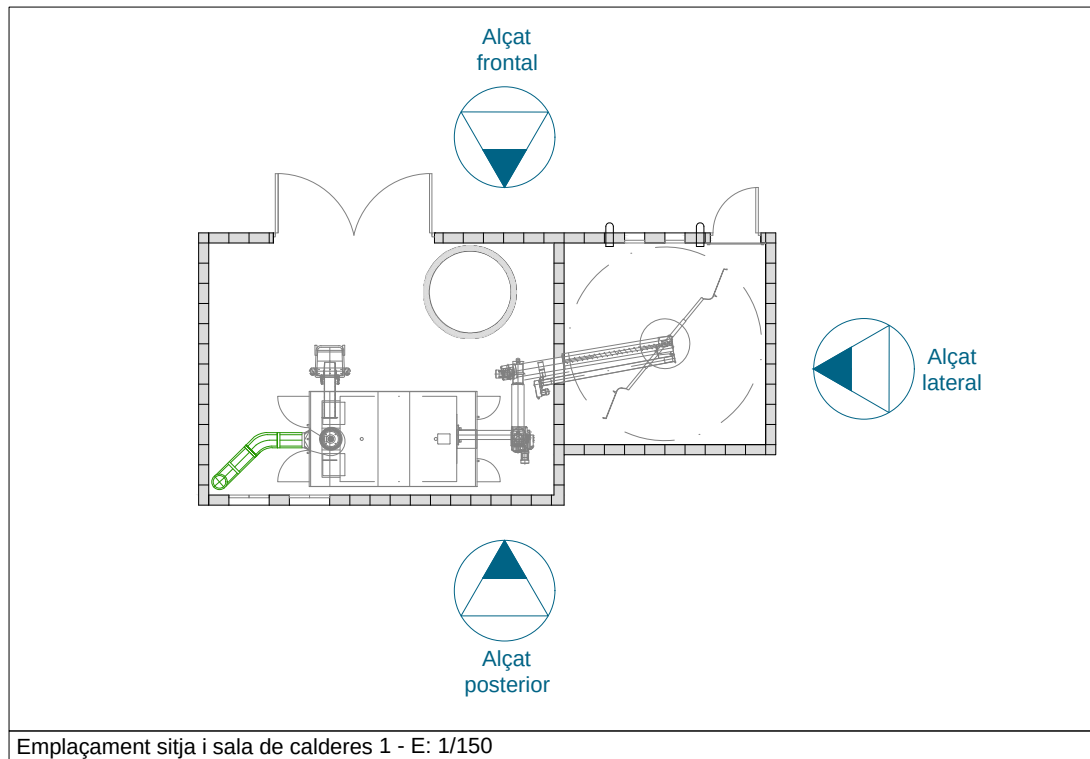 Alçat
frontal
Alçat
lateral
Alçat
posterior
Emplaçament sitja i sala de calderes 1 - E: 1/150